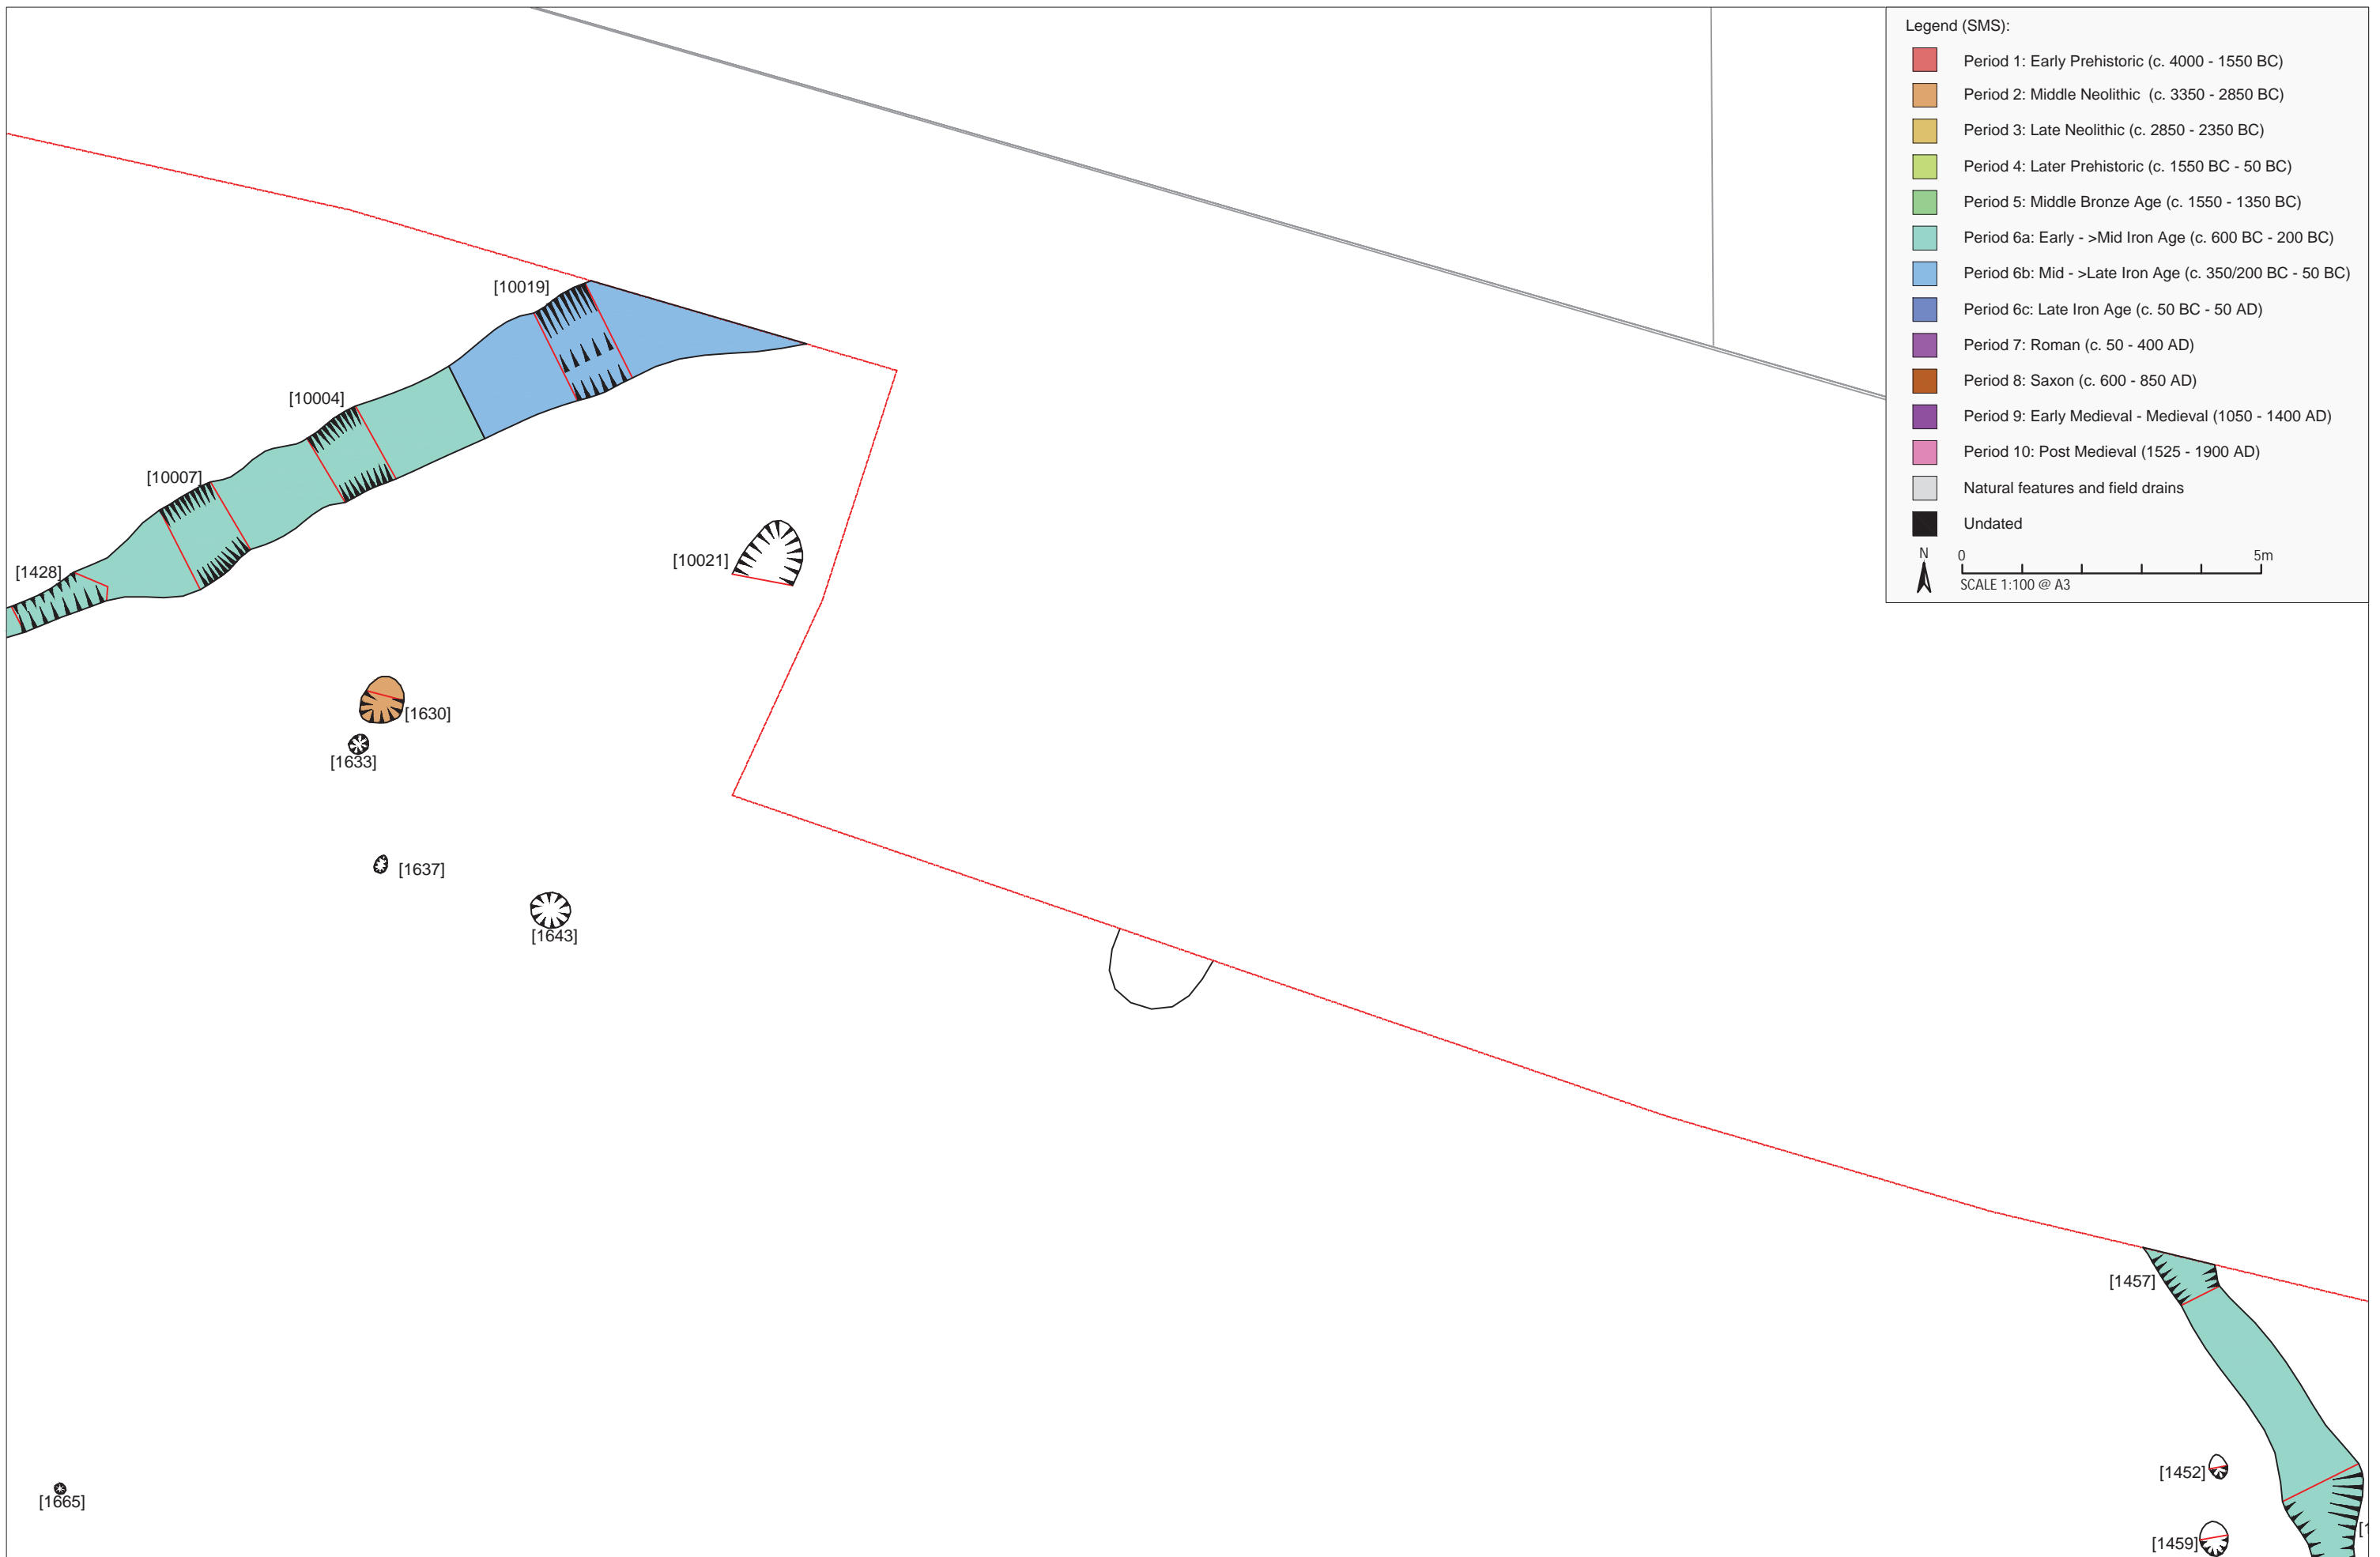 Legend (SMS):
Period 1: Early Prehistoric (c. 4000 - 1550 BC)
Period 2: Middle Neolithic (c. 3350 - 2850 BC)
Period 3: Late Neolithic (c. 2850 - 2350 BC)
Period 4: Later Prehistoric (c. 1550 BC - 50 BC)
Period 5: Middle Bronze Age (c. 1550 - 1350 BC)
Period 6a: Early - >Mid Iron Age (c. 600 BC - 200 BC)
Period 6b: Mid - >Late Iron Age (c. 350/200 BC - 50 BC)
Period 6c: Late Iron Age (c. 50 BC - 50 AD)
Period 7: Roman (c. 50 - 400 AD)
Period 8: Saxon (c. 600 - 850 AD)
Period 9: Early Medieval - Medieval (1050 - 1400 AD)
Period 10: Post Medieval (1525 - 1900 AD)
Natural features and field drains
Undated
N 0 5m
SCALE 1:100 @ A3
[10019]
[10004]
[10007]
[10021]
[1428]
[1630]
[1633]
[1637]
[1643]
[1457]
[1452]
[1665]
[1459]